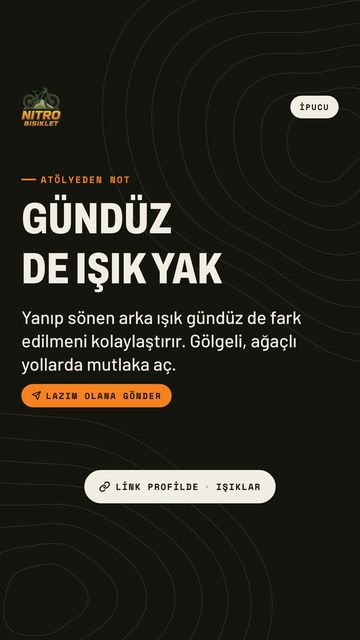 NITRO
BISIKLET
İPUCU
ATÖLYEDEN NOT
GÜNDÜZ
DE IŞIK YAK
Yanıp sönen arka ışık gündüz de fark
edilmeni kolaylaştırır. Gölgeli, ağaçlı
yollarda mutlaka aç.
LAZIM OLANA GÖNDER
LİNK PROFİLDE · IŞIKLAR